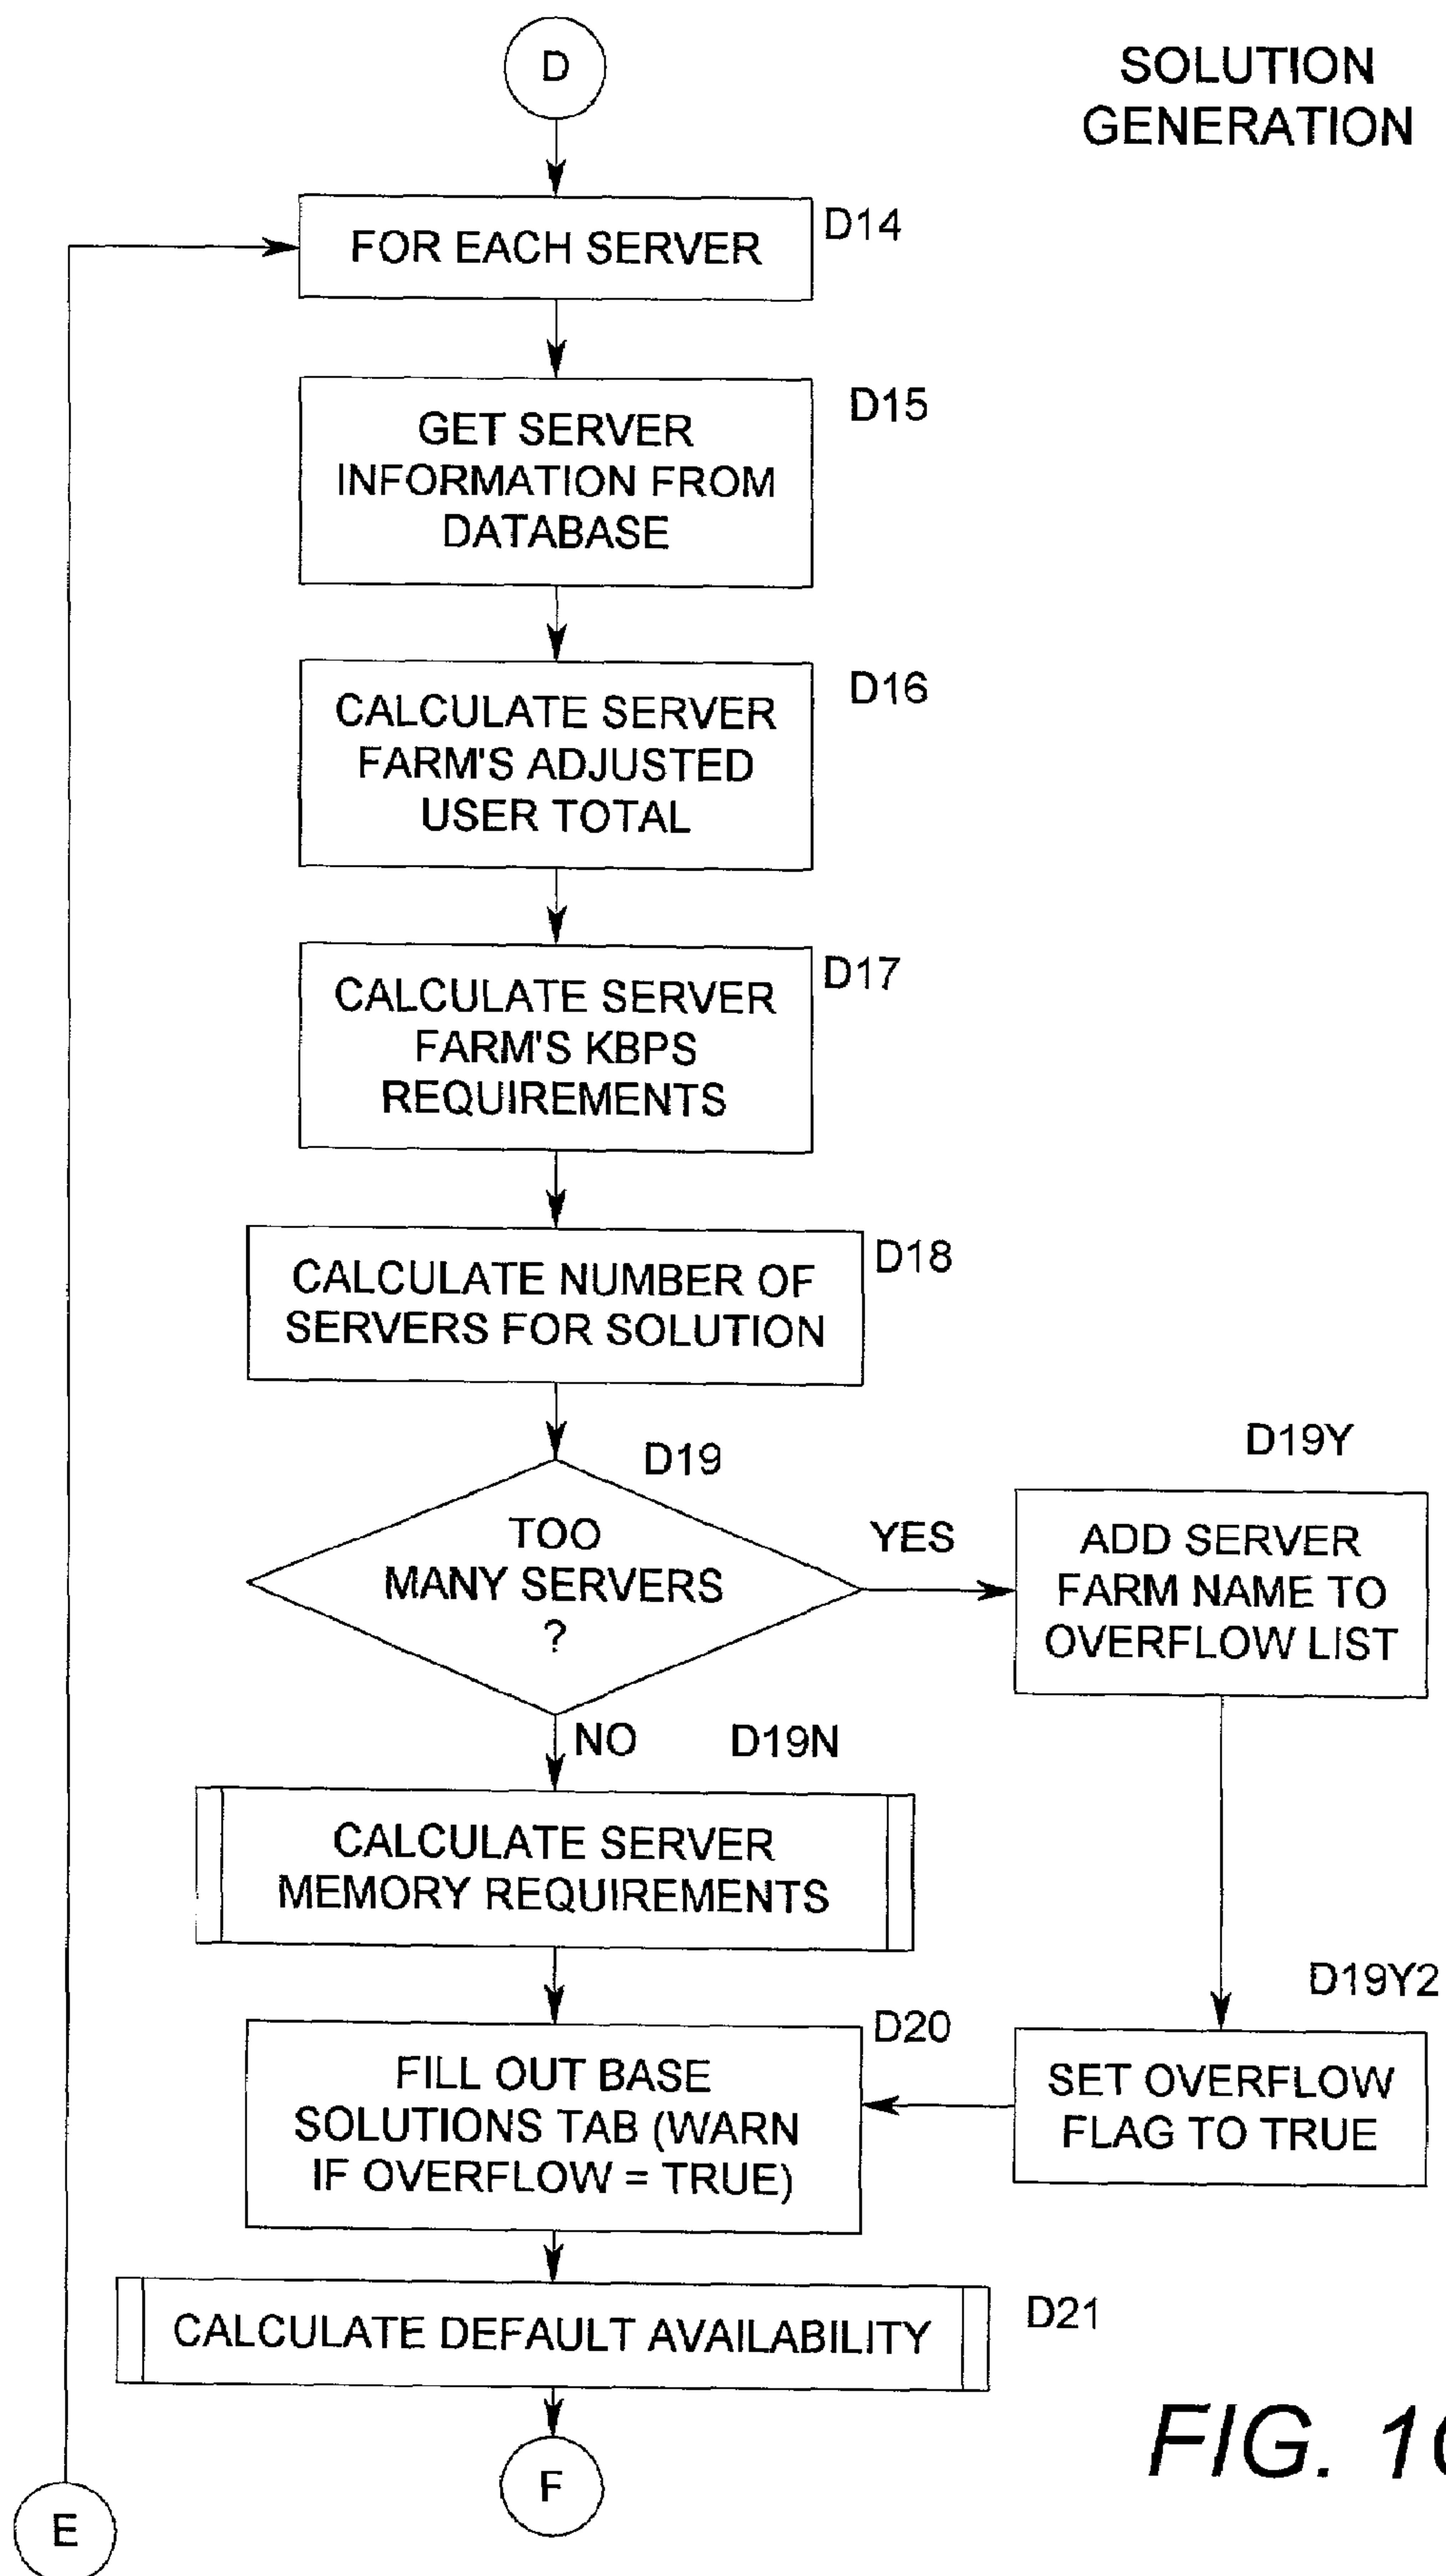 D
SOLUTION
GENERATION
FOR EACH SERVER
D14
GET SERVER
INFORMATION FROM
DATABASE
D15
CALCULATE SERVER
FARM'S ADJUSTED
USER TOTAL
D16
CALCULATE SERVER
FARM'S KBPS
REQUIREMENTS
D17
CALCULATE NUMBER OF
SERVERS FOR SOLUTION
D18
D19
TOO
MANY SERVERS
?
YES
D19Y
ADD SERVER
FARM NAME TO
OVERFLOW LIST
NO
D19N
CALCULATE SERVER
MEMORY REQUIREMENTS
D19Y2
SET OVERFLOW
FLAG TO TRUE
D20
FILL OUT BASE
SOLUTIONS TAB (WARN
IF OVERFLOW = TRUE)
CALCULATE DEFAULT AVAILABILITY
D21
F
E
FIG.